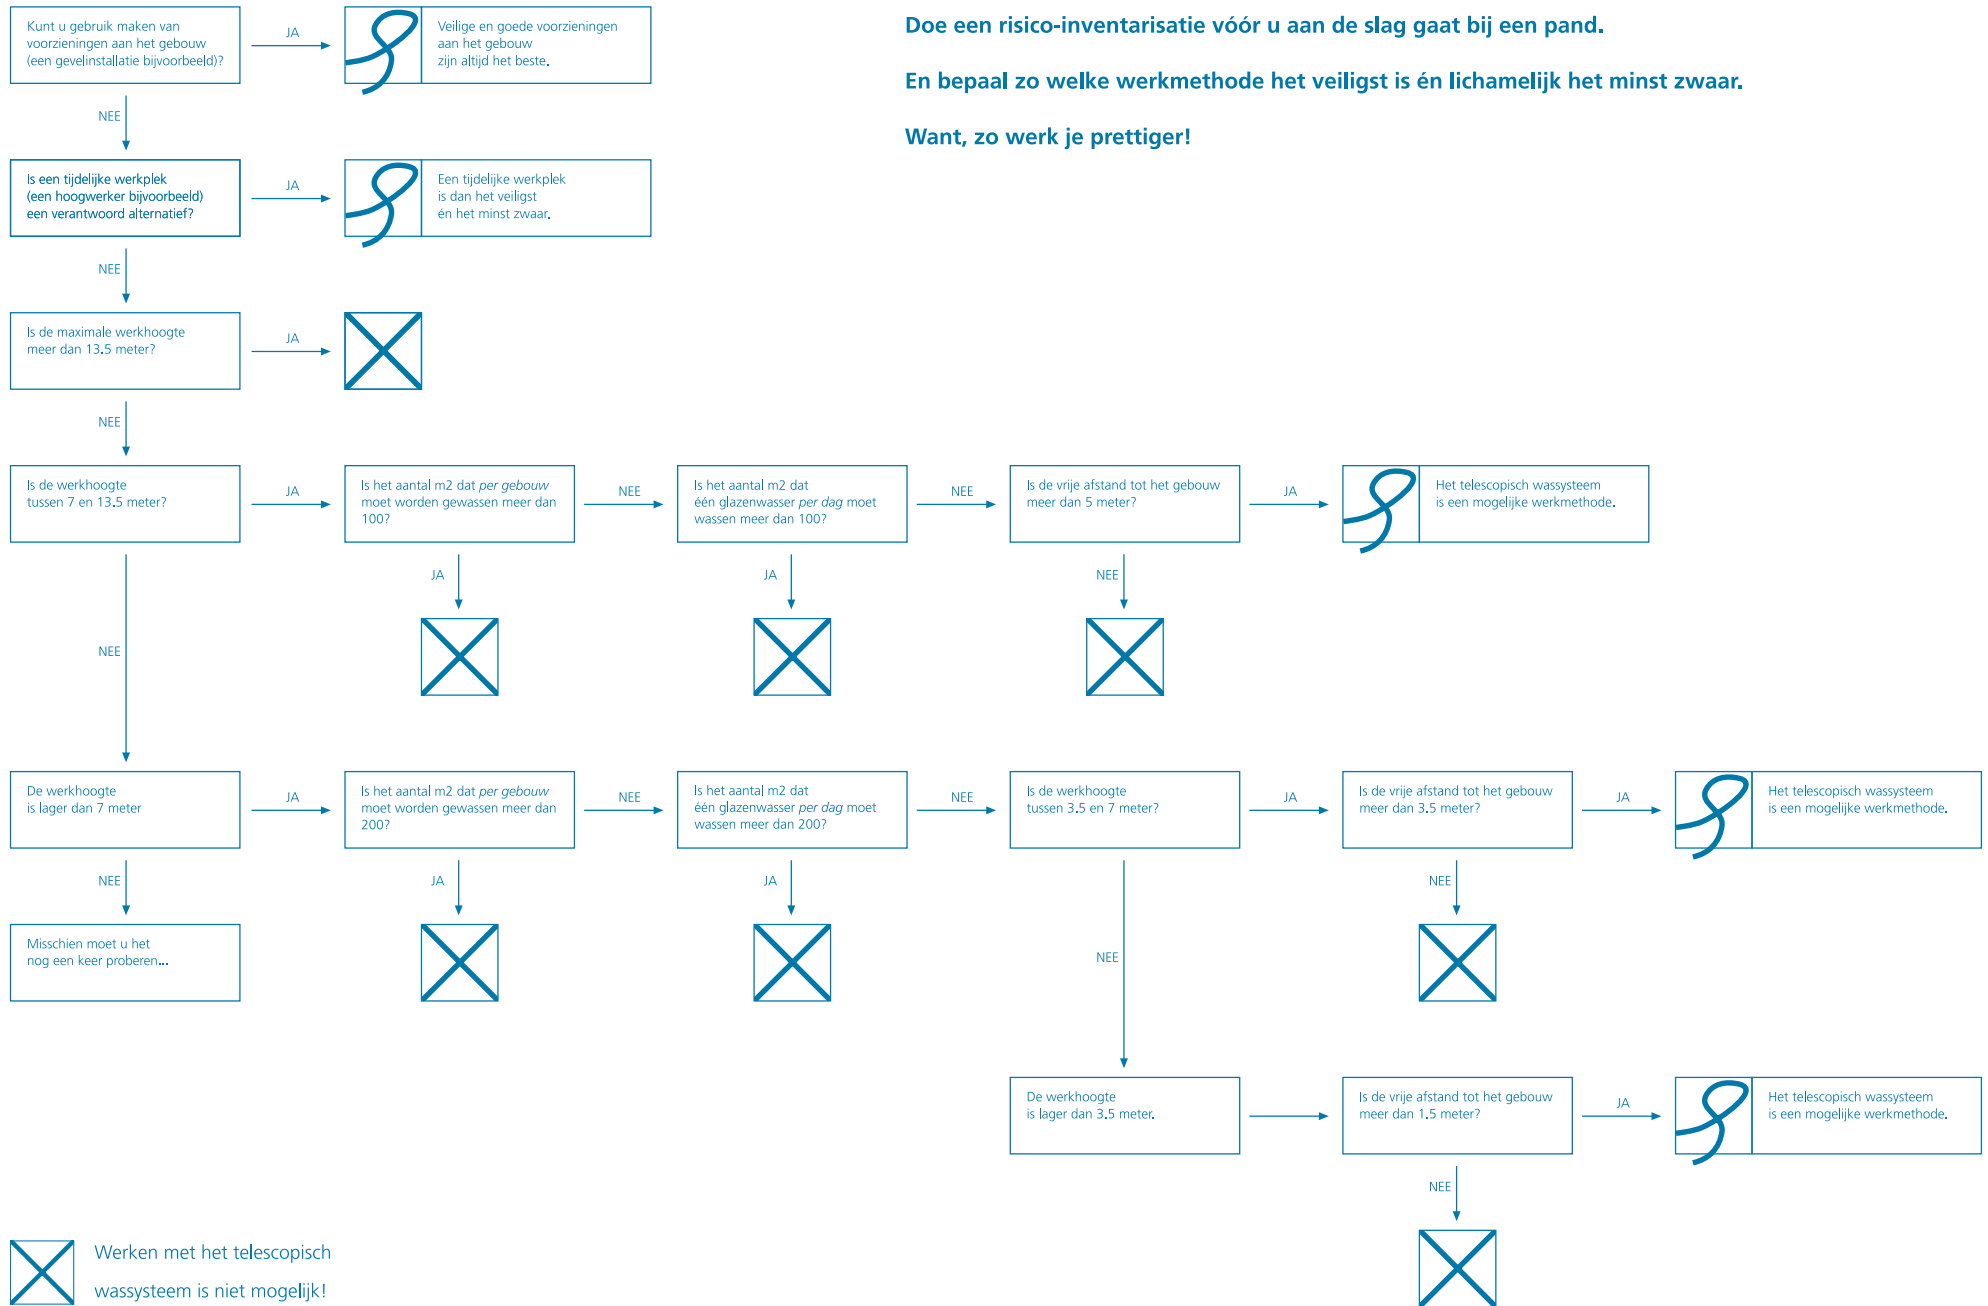 Kunt u gebruik maken van
voorzieningen aan het gebouw
(een gevelinstallatie bijvoorbeeld)?
JA
Veilige en goede voorzieningen
aan het gebouw
zijn altijd het beste.
Doe een risico-inventarisatie vóór u aan de slag gaat bij een pand.
En bepaal zo welke werkmethode het veiligst is én lichamelijk het minst zwaar.
Want, zo werk je prettiger!
NEE
Is een tijdelijke werkplek
(een hoogwerker bijvoorbeeld)
een verantwoord alternatief?
JA
Een tijdelijke werkplek
is dan het veiligst
én het minst zwaar.
NEE
Is de maximale werkhoogte
meer dan 13.5 meter?
JA
NEE
Is de werkhoogte
tussen 7 en 13.5 meter?
JA
Is het aantal m2 dat per gebouw
moet worden gewassen meer dan
100?
NEE
Is het aantal m2 dat
één glazenwasser per dag moet
wassen meer dan 100?
NEE
Is de vrije afstand tot het gebouw
meer dan 5 meter?
JA
Het telescopisch wassysteem
is een mogelijke werkmethode.
JA
JA
NEE
NEE
De werkhoogte
is lager dan 7 meter
JA
Is het aantal m2 dat per gebouw
moet worden gewassen meer dan
200?
NEE
Is het aantal m2 dat
één glazenwasser per dag moet
wassen meer dan 200?
NEE
Is de werkhoogte
tussen 3.5 en 7 meter?
JA
Is de vrije afstand tot het gebouw
meer dan 3.5 meter?
JA
Het telescopisch wassysteem
is een mogelijke werkmethode.
NEE
JA
JA
NEE
Misschien moet u het
nog een keer proberen...
NEE
De werkhoogte
is lager dan 3.5 meter.
Is de vrije afstand tot het gebouw
meer dan 1.5 meter?
JA
Het telescopisch wassysteem
is een mogelijke werkmethode.
NEE
Werken met het telescopisch
wassysteem is niet mogelijk!